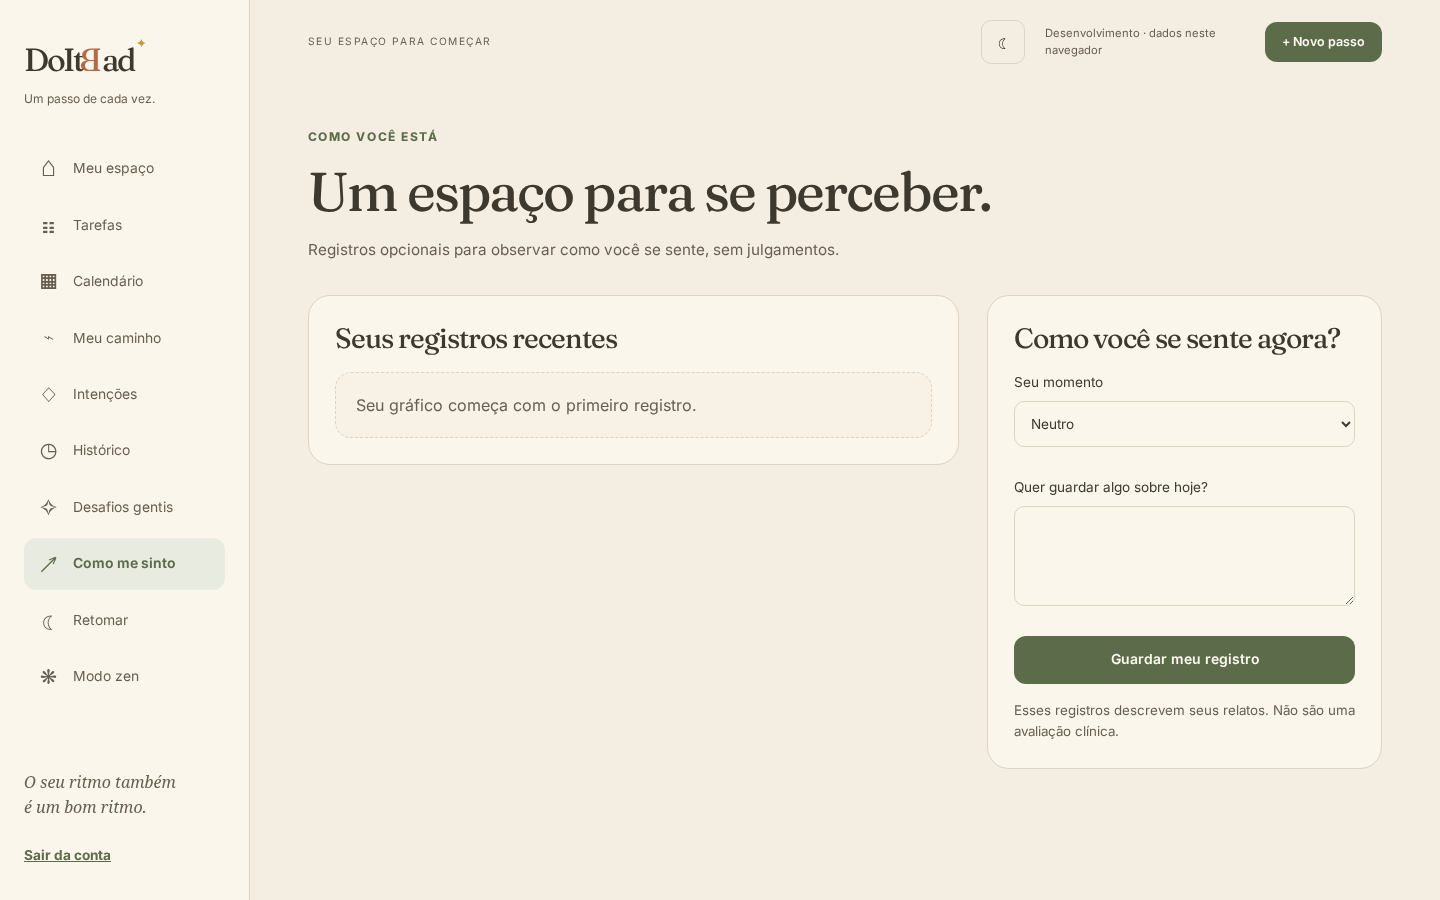 DoItBad
Um passo de cada vez.
Meu espaço
Tarefas
Calendário
Meu caminho
Intenções
Histórico
Desafios gentis
Como me sinto
Retomar
Modo zen
O seu ritmo também
é um bom ritmo.
Sair da conta
SEU ESPAÇO PARA COMEÇAR
Desenvolvimento · dados neste
navegador
+ Novo passo
COMO VOCÊ ESTÁ
Um espaço para se perceber.
Registros opcionais para observar como você se sente, sem julgamentos.
Seus registros recentes
Seu gráfico começa com o primeiro registro.
Como você se sente agora?
Seu momento
Neutro
Quer guardar algo sobre hoje?
Guardar meu registro
Esses registros descrevem seus relatos. Não são uma
avaliação clínica.